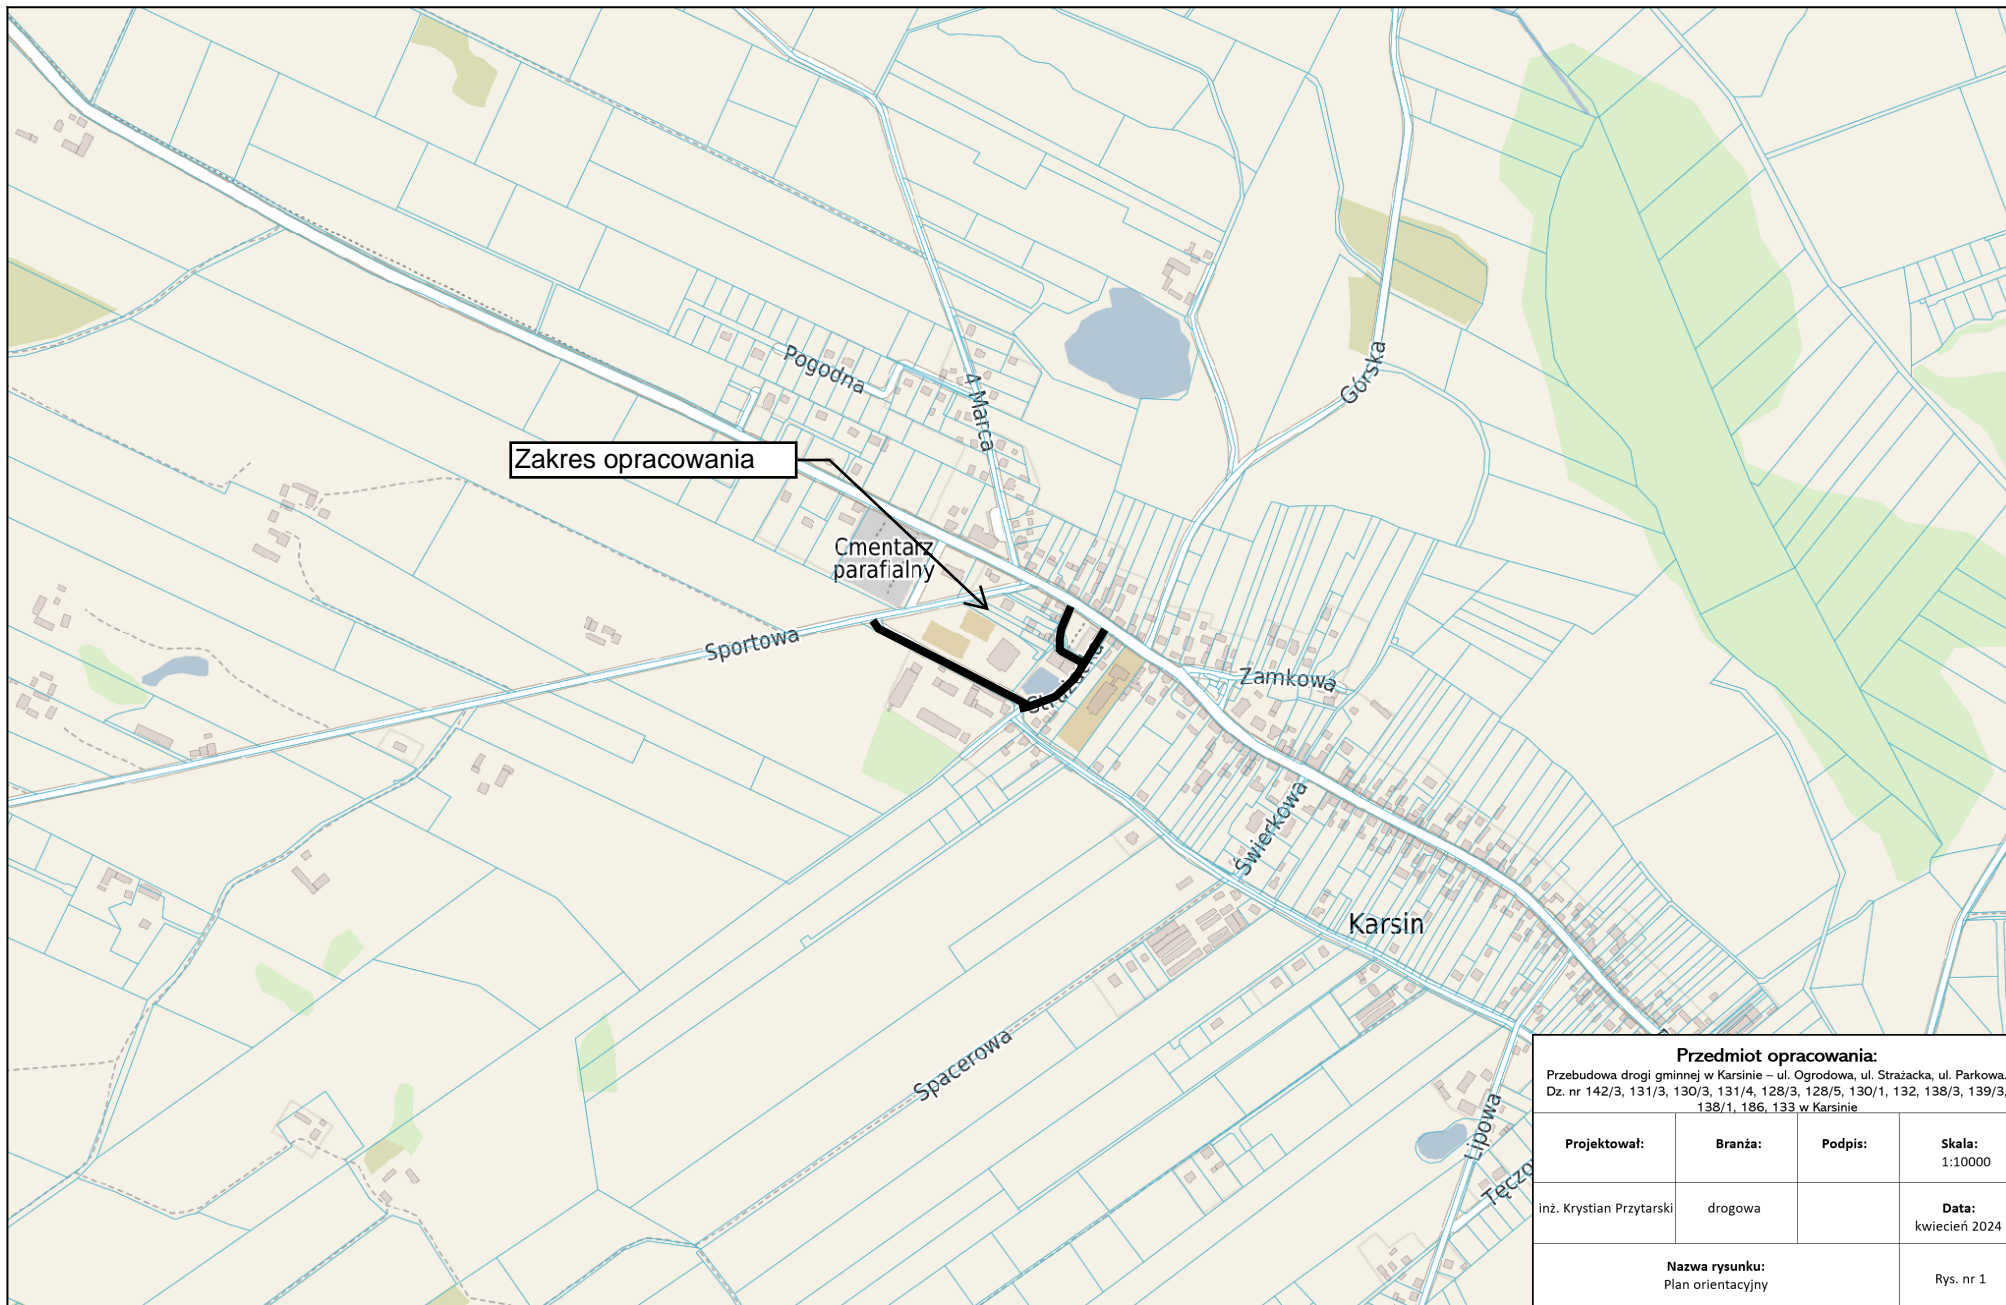 Pogodna
4 Marca
Górska
Zakres opracowania
Cmentarz
parafialny
Sportowa
Strażacka
Zamkowa
Świerkowa
Karsin
Spacerowa
Lipowa
Przedmiot opracowania:
Przebudowa drogi gminnej w Karsinie – ul. Ogrodowa, ul. Strażacka, ul. Parkowa.
Dz. nr 142/3, 131/3, 130/3, 131/4, 128/3, 128/5, 130/1, 132, 138/3, 139/3,
138/1, 186, 133 w Karsinie
Projektował: Branża: Podpis: Skala:
1:10000
inż. Krystian Przytarski drogowa Data:
kwiecień 2024
Nazwa rysunku:
Plan orientacyjny
Rys. nr 1